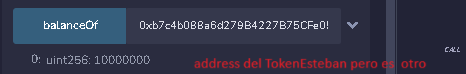 balanceOf 0xb7c4b088a6d279B4227B75CFe0!
0: uint256: 10000000
address del TokenEsteban pero es otro
CALL